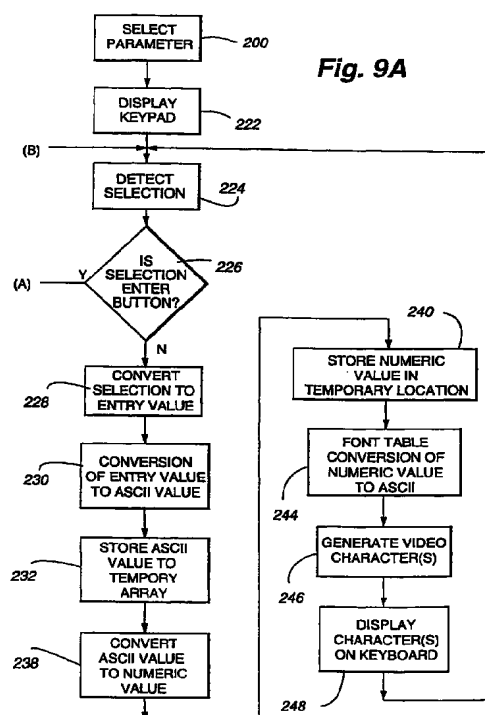 Fig. 9A
SELECT
PARAMETER
200
DISPLAY
KEYPAD
222
(B)
DETECT
SELECTION
224
IS
SELECTION
ENTER
BUTTON?
226
Y
(A)
N
CONVERT
SELECTION TO
ENTRY VALUE
228
CONVERSION
OF ENTRY VALUE
TO ASCII VALUE
230
STORE ASCII
VALUE TO
TEMPORY
ARRAY
232
CONVERT
ASCII VALUE
TO NUMERIC
VALUE
238
240
STORE NUMERIC
VALUE IN
TEMPORARY LOCATION
FONT TABLE
CONVERSION OF
NUMERIC VALUE
TO ASCII
244
GENERATE VIDEO
CHARACTER(S)
246
DISPLAY
CHARACTER(S)
ON KEYBOARD
248